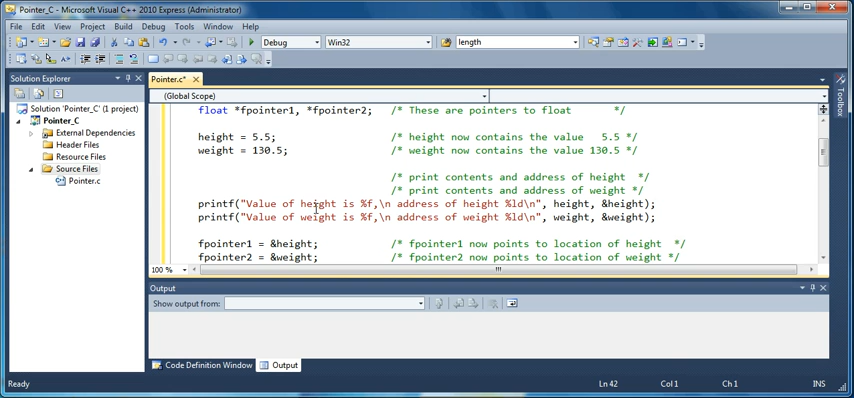 Pointer_C - Microsoft Visual C++ 2010 Express (Administrator)
File Edit View Project Build Debug Tools Window Help
Debug Win32 length
Solution Explorer
Solution 'Pointer_C' (1 project)
Pointer_C
External Dependencies
Header Files
Resource Files
Source Files
Pointer.c
Pointer.c*
(Global Scope)
float *fpointer1, *fpointer2; /* These are pointers to float */
height = 5.5; /* height now contains the value 5.5 */
weight = 130.5; /* weight now contains the value 130.5 */
/* print contents and address of height */
/* print contents and address of weight */
printf("Value of height is %f,\n address of height %ld\n", height, &height);
printf("Value of weight is %f,\n address of weight %ld\n", weight, &weight);
fpointer1 = &height; /* fpointer1 now points to location of height */
fpointer2 = &weight; /* fpointer2 now points to location of weight */
100 %
Output
Show output from:
Code Definition Window Output
Toolbox
Ready Ln 42 Col 1 Ch 1 INS